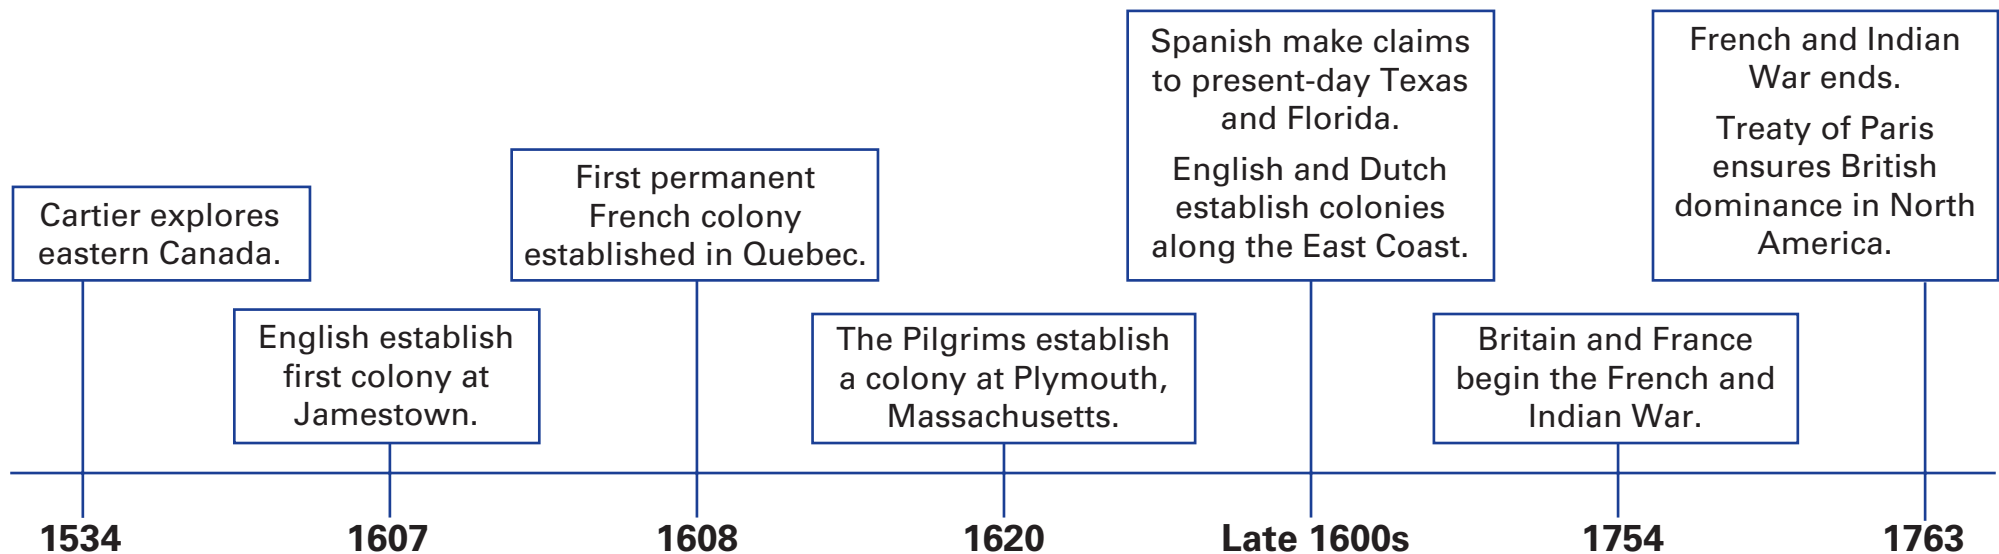 Cartier explores
eastern Canada.
English establish
first colony at
Jamestown.
First permanent
French colony
established in Quebec.
The Pilgrims establish
a colony at Plymouth,
Massachusetts.
Spanish make claims
to present-day Texas
and Florida.
English and Dutch
establish colonies
along the East Coast.
Britain and France
begin the French and
Indian War.
French and Indian
War ends.
Treaty of Paris
ensures British
dominance in North
America.
1534
1607
1608
1620
Late 1600s
1754
1763